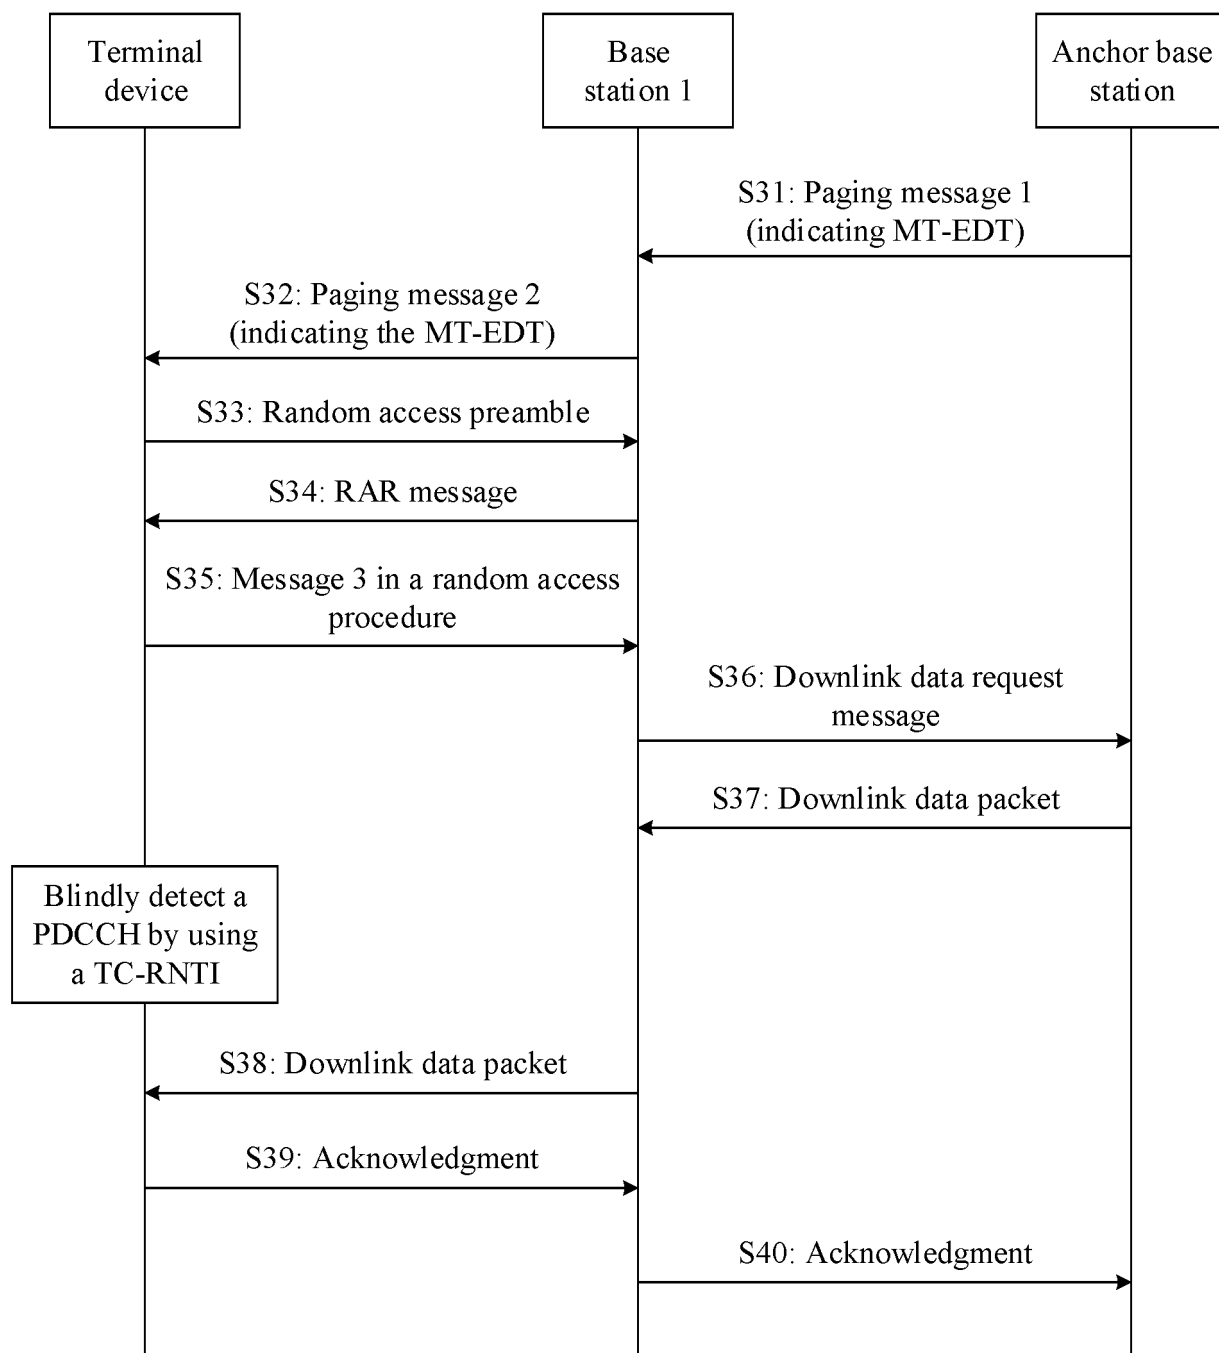 Terminal
device
Base
station 1
Anchor base
station
S31: Paging message 1
(indicating MT-EDT)
S32: Paging message 2
(indicating the MT-EDT)
S33: Random access preamble
S34: RAR message
S35: Message 3 in a random access
procedure
S36: Downlink data request
message
S37: Downlink data packet
Blindly detect a
PDCCH by using
a TC-RNTI
S38: Downlink data packet
S39: Acknowledgment
S40: Acknowledgment